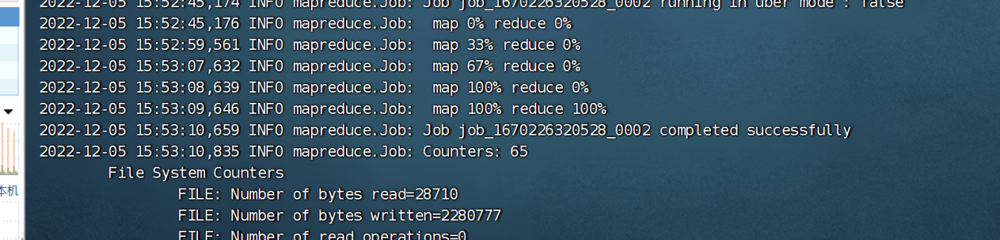 2022-12-05 15:52:45,174 INFO mapreduce.Job: Job job_1670226320528_0002 running in uber mode : false
2022-12-05 15:52:45,176 INFO mapreduce.Job:  map 0% reduce 0%
2022-12-05 15:52:59,561 INFO mapreduce.Job:  map 33% reduce 0%
2022-12-05 15:53:07,632 INFO mapreduce.Job:  map 67% reduce 0%
2022-12-05 15:53:08,639 INFO mapreduce.Job:  map 100% reduce 0%
2022-12-05 15:53:09,646 INFO mapreduce.Job:  map 100% reduce 100%
2022-12-05 15:53:10,659 INFO mapreduce.Job: Job job_1670226320528_0002 completed successfully
2022-12-05 15:53:10,835 INFO mapreduce.Job: Counters: 65
File System Counters
本机
FILE: Number of bytes read=28710
FILE: Number of bytes written=2280777
FILE: Number of read operations=0